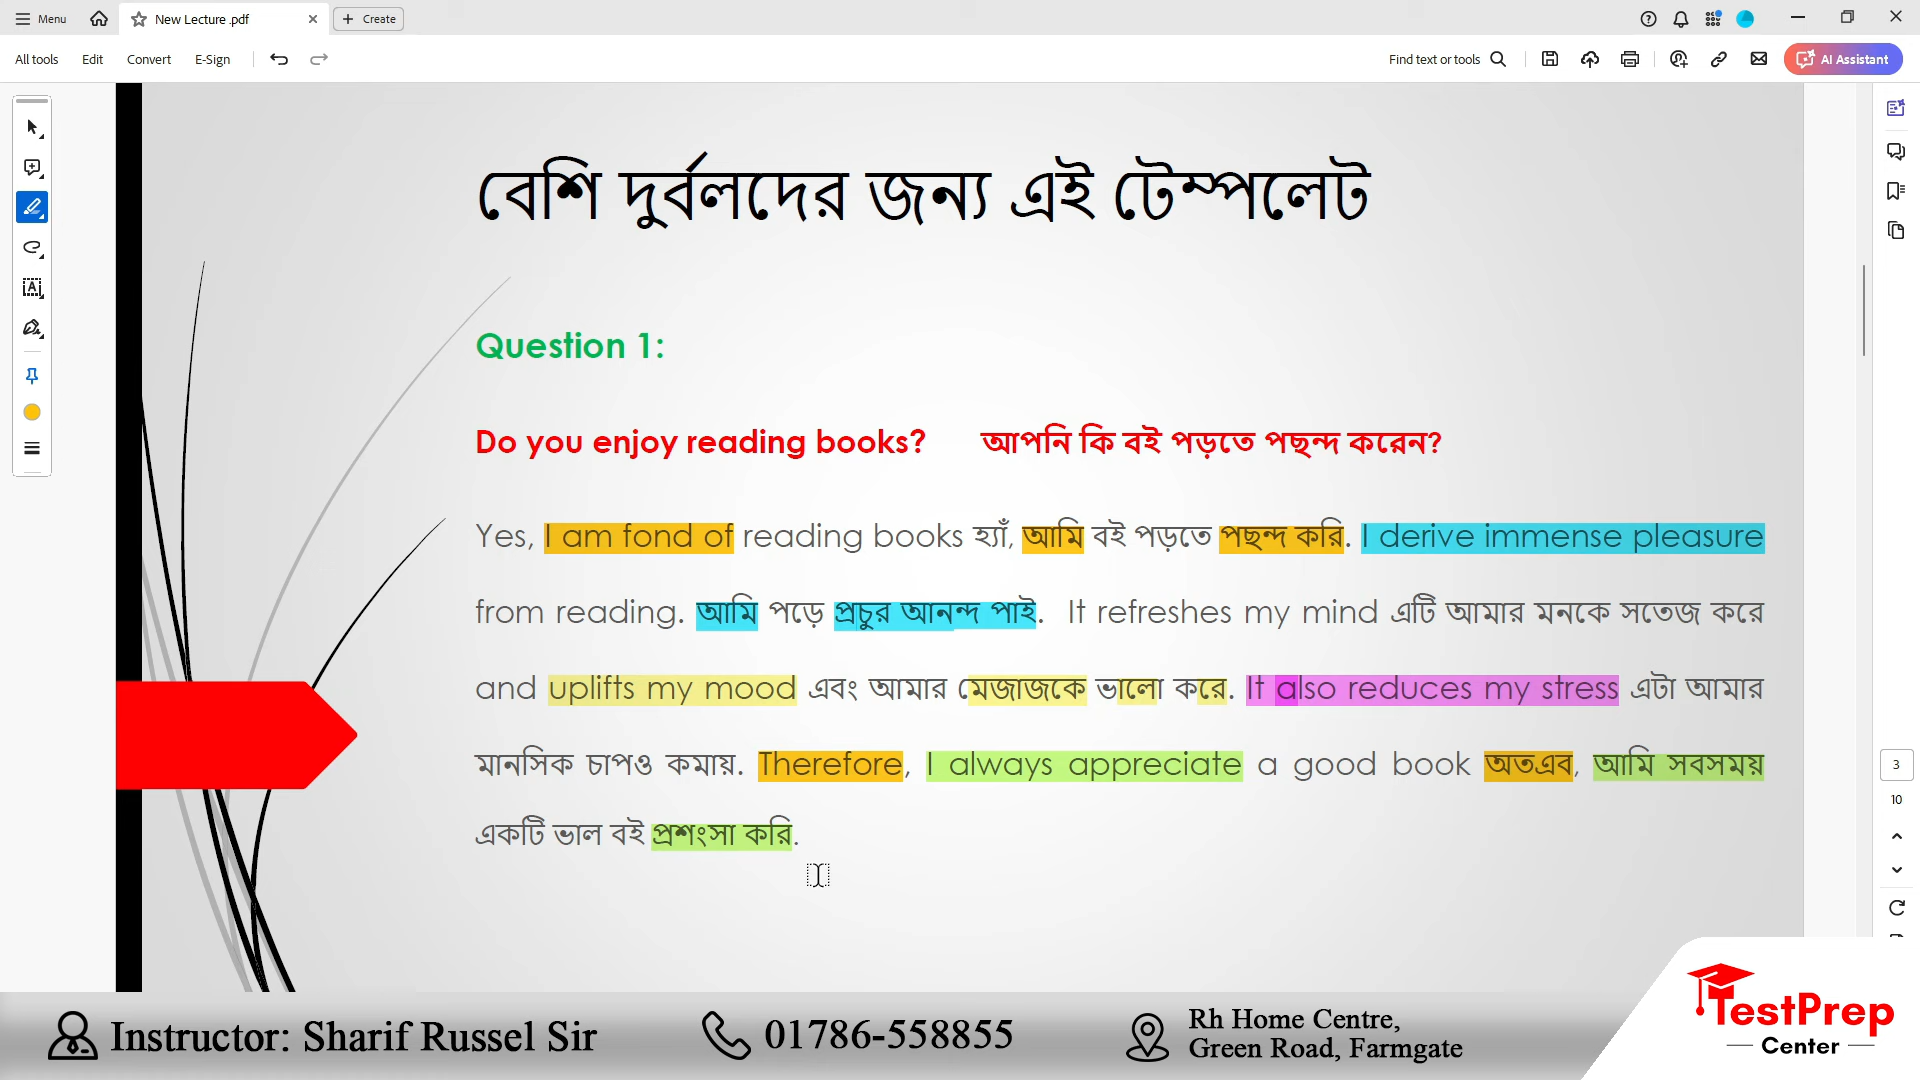 Menu
New Lecture .pdf
Create
All tools
Edit
Convert
E-Sign
Find text or tools
AI Assistant
বেশি দুর্বলদের জন্য এই টেম্পলেট
Question 1:
Do you enjoy reading books? আপনি কি বই পড়তে পছন্দ করেন?
Yes, I am fond of reading books হ্যাঁ, আমি বই পড়তে পছন্দ করি. I derive immense pleasure
from reading. আমি পড়ে প্রচুর আনন্দ পাই. It refreshes my mind এটি আমার মনকে সতেজ করে
and uplifts my mood এবং আমার মেজাজকে ভালো করে. It also reduces my stress এটা আমার
মানসিক চাপও কমায়. Therefore, I always appreciate a good book অতএব, আমি সবসময়
একটি ভাল বই প্রশংসা করি.
3
10
Instructor: Sharif Russel Sir
01786-558855
Rh Home Centre,
Green Road, Farmgate
TestPrep
Center